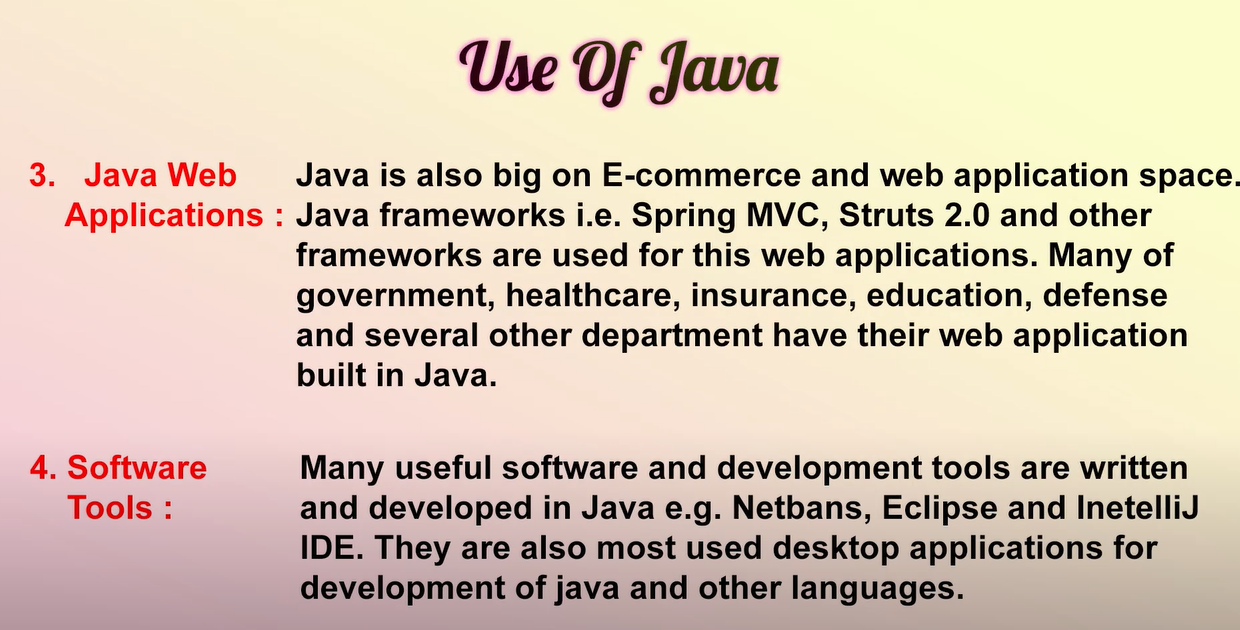 Use Of Java
3. Java Web Java is also big on E-commerce and web application space.
Applications : Java frameworks i.e. Spring MVC, Struts 2.0 and other
frameworks are used for this web applications. Many of
government, healthcare, insurance, education, defense
and several other department have their web application
built in Java.
4. Software Many useful software and development tools are written
Tools : and developed in Java e.g. Netbans, Eclipse and InetelliJ
IDE. They are also most used desktop applications for
development of java and other languages.